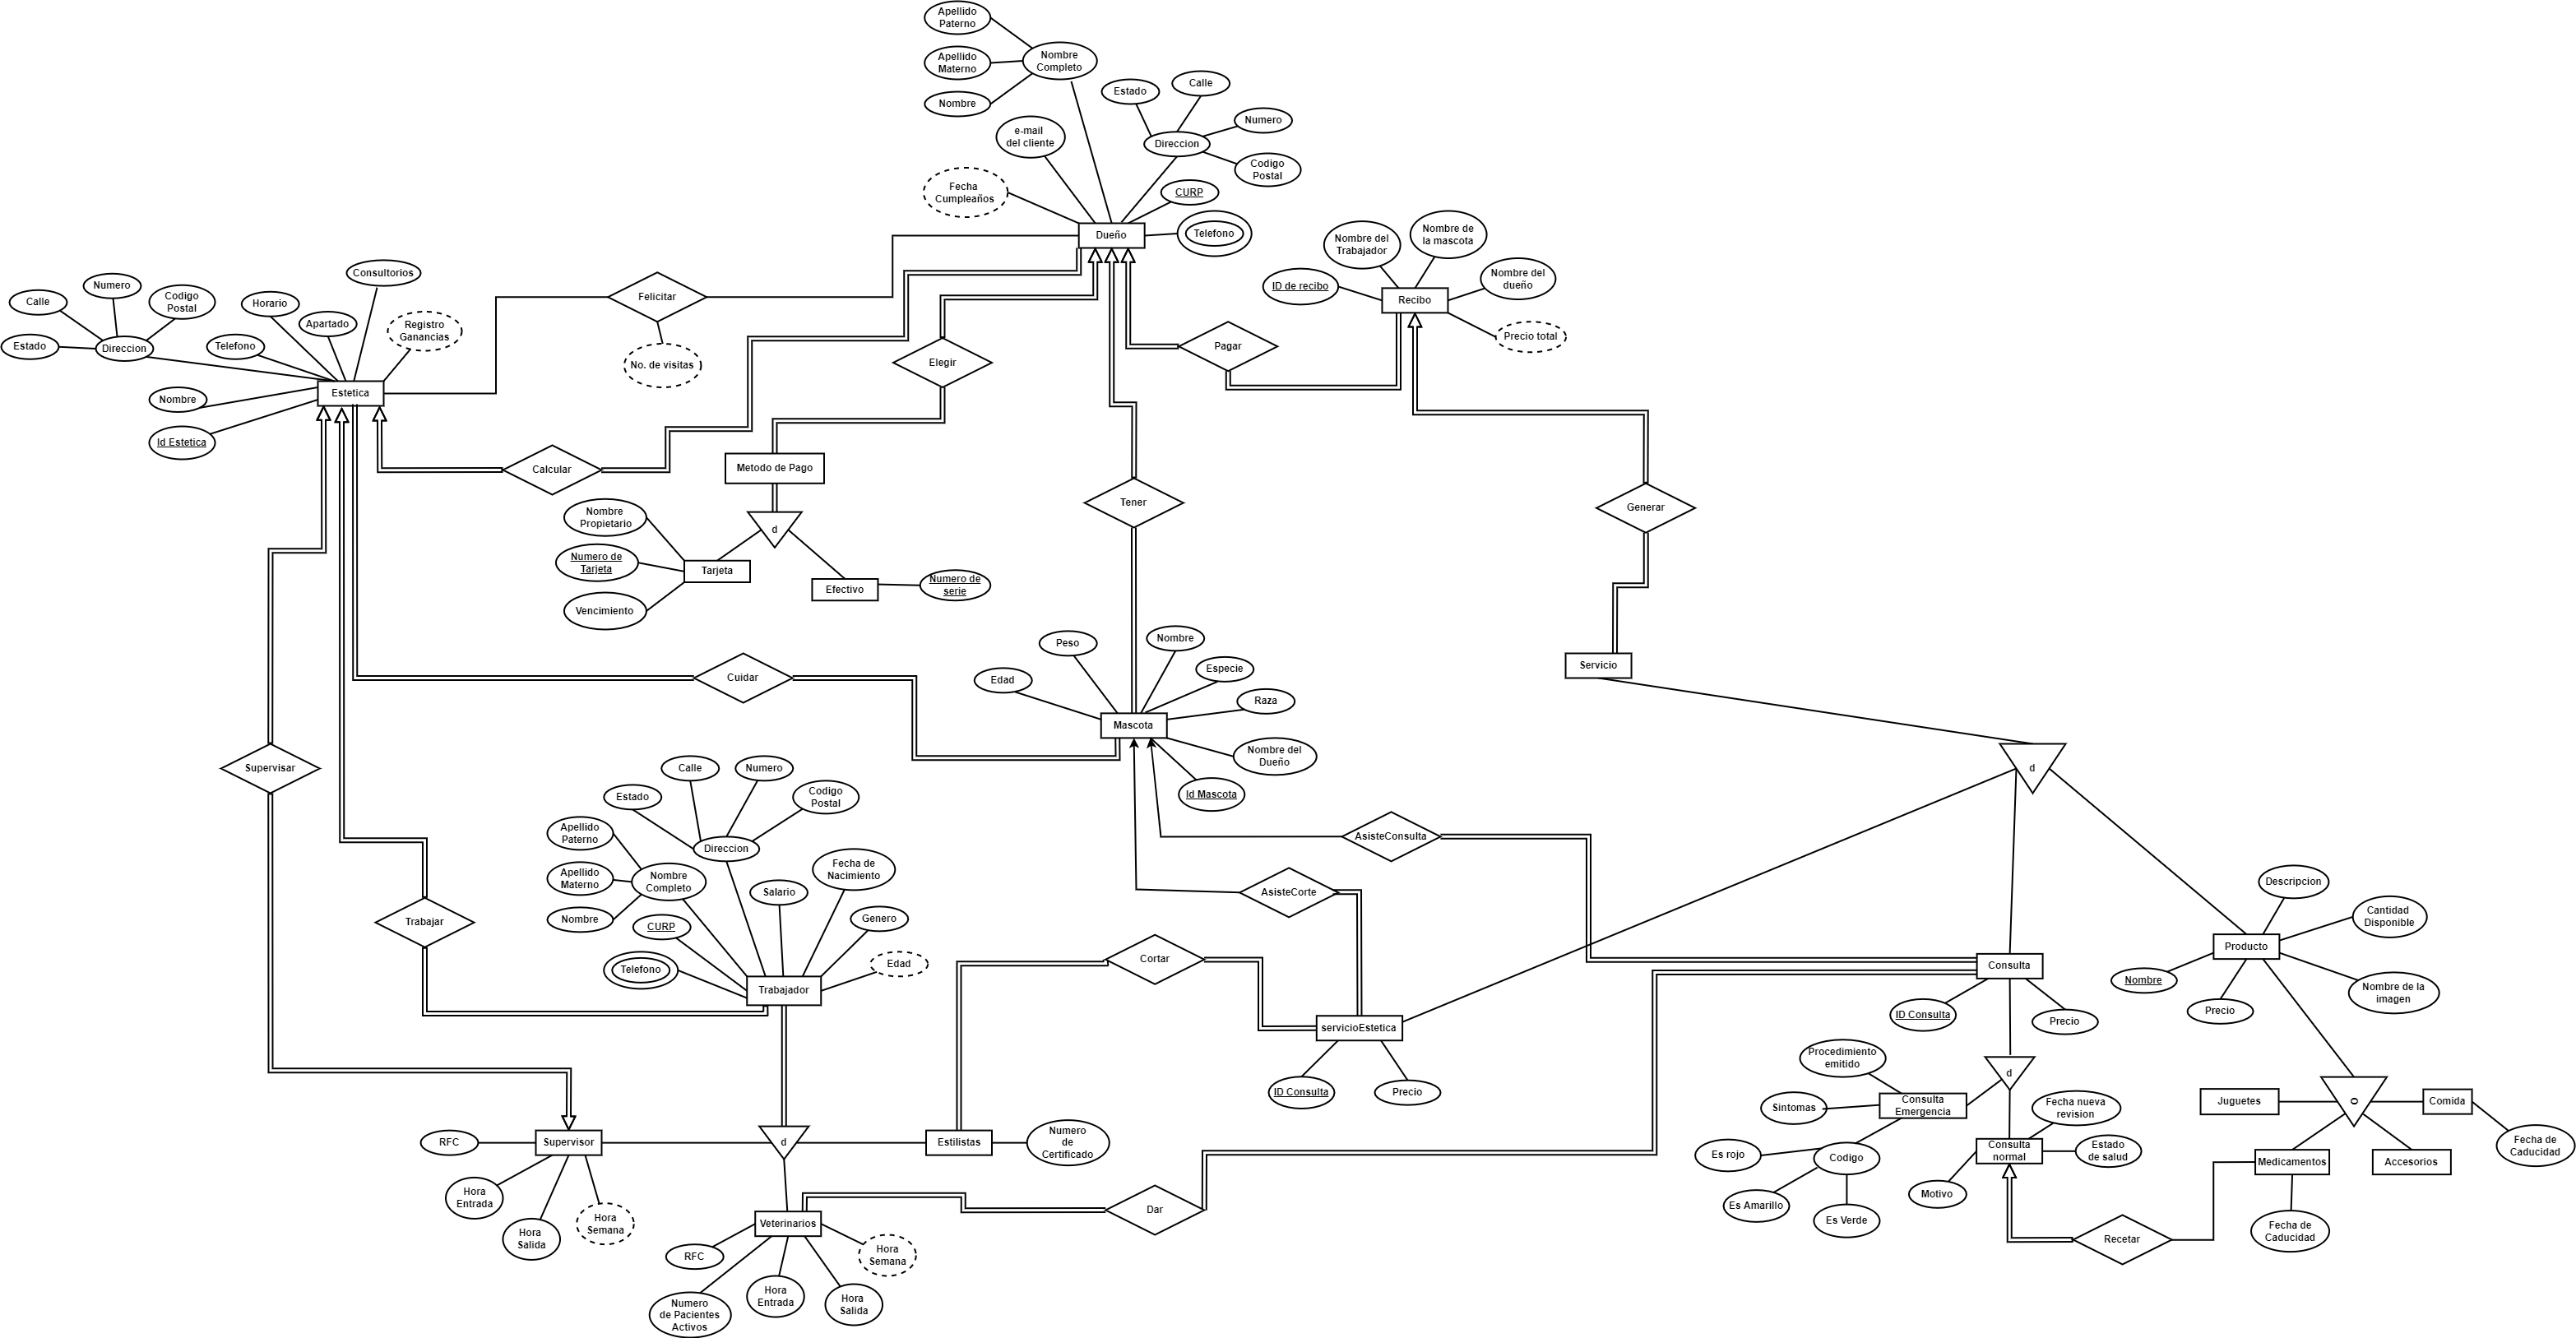 Apellido
Paterno
Nombre
Completo
Apellido
Materno
Nombre
Estado
Calle
Numero
Direccion
Codigo
Postal
e-mail
del cliente
Fecha
Cumpleaños
CURP
Dueño
Telefono
Nombre del
Trabajador
Nombre de
la mascota
ID de recibo
Nombre del
dueño
Recibo
Precio total
Pagar
Consultorios
Calle
Numero
Codigo
Postal
Horario
Apartado
Registro
Ganancias
Estado
Direccion
Telefono
Nombre
Estetica
Id Estetica
Felicitar
No. de visitas
Elegir
Calcular
Metodo de Pago
d
Nombre
Propietario
Numero de
Tarjeta
Tarjeta
Vencimiento
Efectivo
Numero de
serie
Tener
Generar
Servicio
Cuidar
Peso
Nombre
Edad
Especie
Raza
Mascota
Nombre del
Dueño
Id Mascota
Supervisar
d
Calle
Numero
Estado
Codigo
Postal
Apellido
Paterno
Direccion
Apellido
Materno
Nombre
Completo
Fecha de
Nacimiento
Salario
Nombre
CURP
Genero
Telefono
Edad
Trabajador
Trabajar
AsisteConsulta
AsisteCorte
Cortar
servicioEstetica
ID Consulta
Precio
Descripcion
Cantidad
Disponible
Producto
Nombre
Precio
Nombre de la
imagen
Consulta
ID Consulta
Precio
Procedimiento
emitido
d
Sintomas
Consulta
Emergencia
Fecha nueva
revision
Es rojo
Codigo
Consulta
normal
Estado
de salud
Es Amarillo
Es Verde
Motivo
Juguetes
O
Comida
Medicamentos
Accesorios
Fecha de
Caducidad
Fecha de
Caducidad
Recetar
RFC
Supervisor
d
Estilistas
Numero
de
Certificado
Hora
Entrada
Hora
Salida
Hora
Semana
Veterinarios
Dar
RFC
Hora
Semana
Numero
de Pacientes
Activos
Hora
Entrada
Hora
Salida